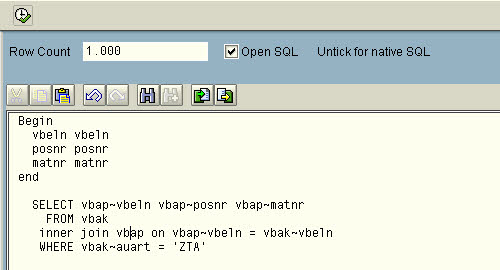 Row Count 1.000 Open SQL Untick for native SQL
Begin
vbeln vbeln
posnr posnr
matnr matnr
end
SELECT vbap~vbeln vbap~posnr vbap~matnr
FROM vbak
inner join vbap on vbap~vbeln = vbak~vbeln
WHERE vbak~auart = 'ZTA'